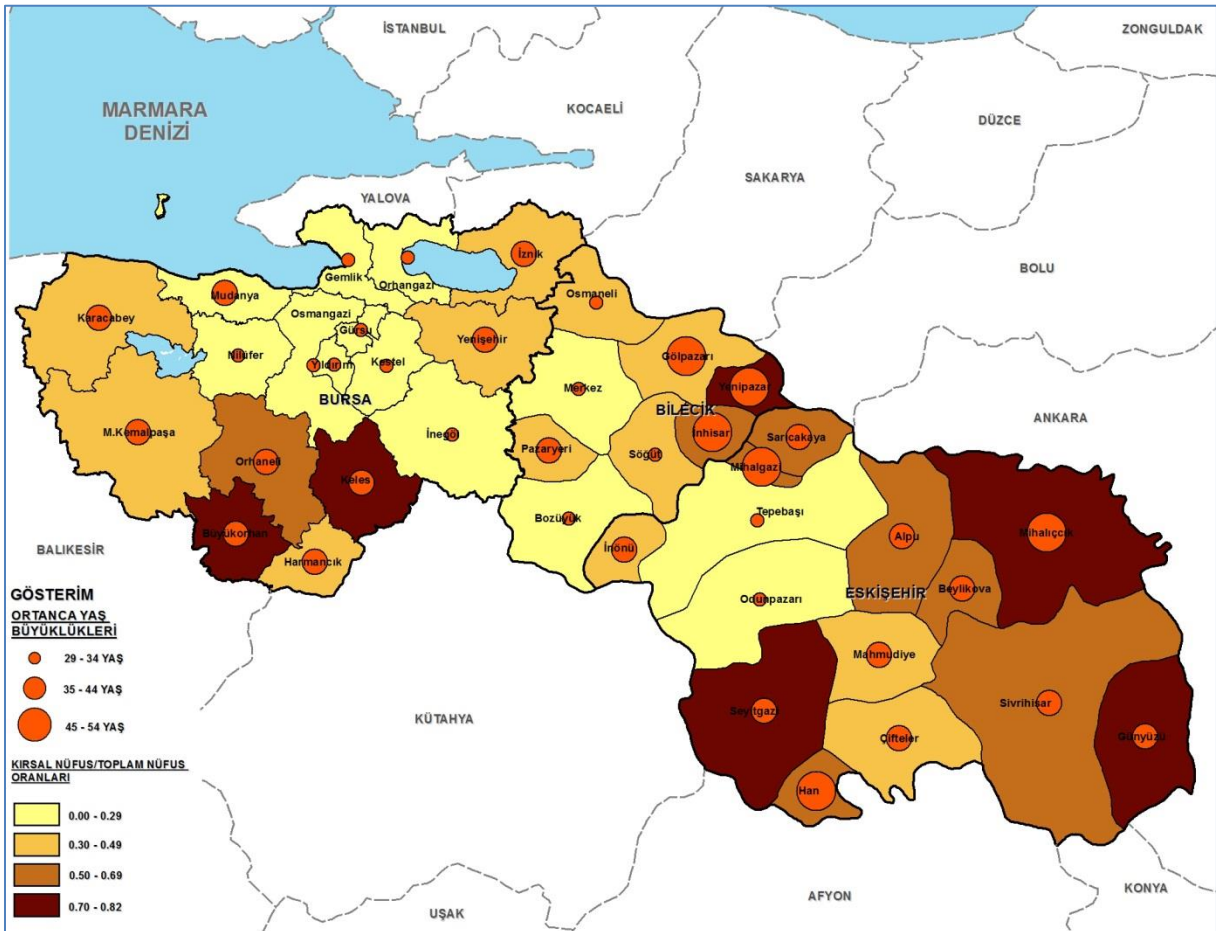 İSTANBUL
ZONGULDAK
MARMARA
DENİZİ
KOCAELİ
DÜZCE
SAKARYA
YALOVA
BOLU
İznik
Gemlik
Orhangazi
Mudanya
Osmaneli
Karacabey
Osmangazi
Gürsu
Yenişehir
Nilüfer
Yıldırım
Kestel
Gölpazarı
Merkez
Yenipazar
BURSA
BİLECİK
ANKARA
M.Kemalpaşa
İnegöl
İnhisar
Sarıcakaya
Pazaryeri
Söğüt
Orhaneli
Mihalgazi
Keles
Bozüyük
Tepebaşı
Büyükorhan
Mihalıçcık
Alpu
BALIKESİR
İnönü
Harmancık
Beylikova
ESKİŞEHİR
Odunpazarı
GÖSTERİM
ORTANCA YAŞ
BÜYÜKLÜKLERİ
29 - 34 YAŞ
35 - 44 YAŞ
45 - 54 YAŞ
Mahmudiye
Sivrihisar
Seyitgazi
KÜTAHYA
Çifteler
Günyüzü
KIRSAL NÜFUS/TOPLAM NÜFUS
ORANLARI
Han
0.00 - 0.29
0.30 - 0.49
0.50 - 0.69
0.70 - 0.82
AFYON
KONYA
UŞAK